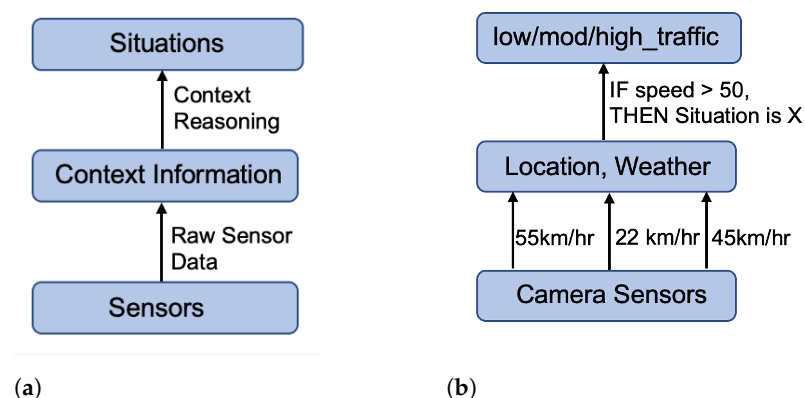 Situations
Context
Reasoning
Context Information
Raw Sensor
Data
Sensors
(a)
low/mod/high_traffic
IF speed > 50,
THEN Situation is X
Location, Weather
55km/hr 22 km/hr 45km/hr
Camera Sensors
(b)